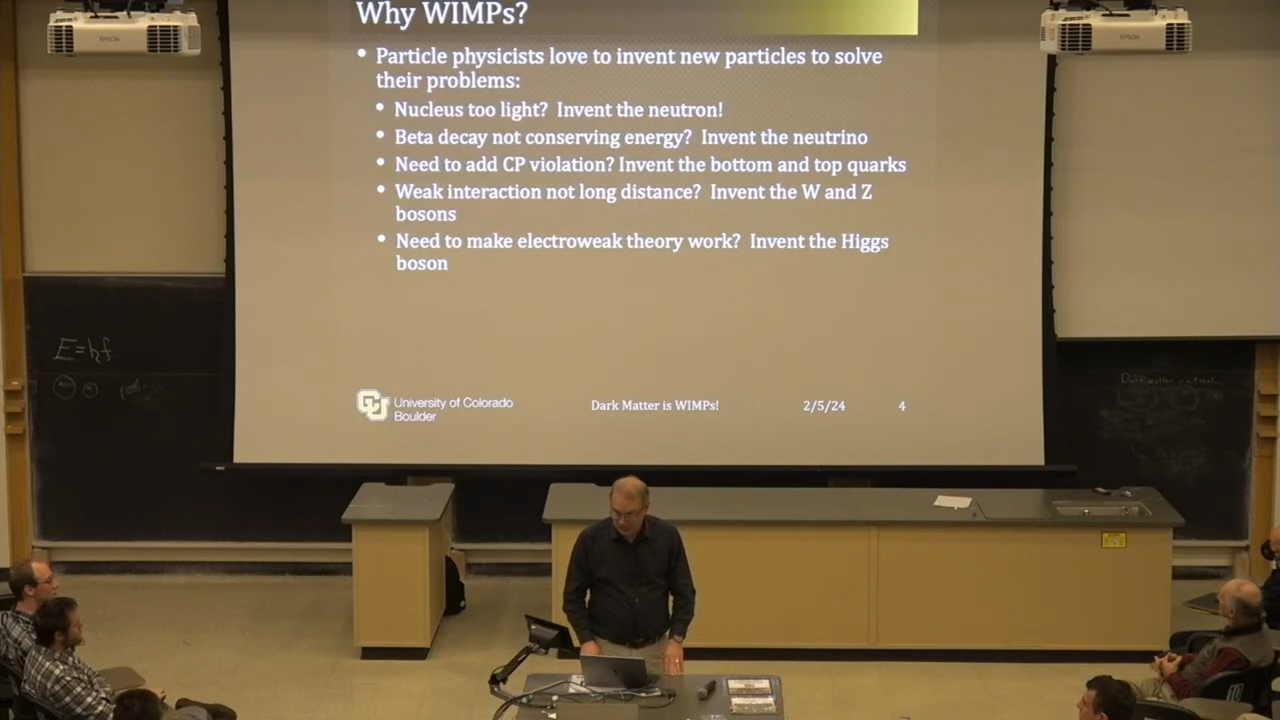 Why WIMPs?
• Particle physicists love to invent new particles to solve
their problems:
• Nucleus too light? Invent the neutron!
• Beta decay not conserving energy? Invent the neutrino
• Need to add CP violation? Invent the bottom and top quarks
• Weak interaction not long distance? Invent the W and Z
bosons
• Need to make electroweak theory work? Invent the Higgs
boson
CU University of Colorado
Boulder
Dark Matter is WIMPs!
2/5/24
4
E=hf
EPSON
EPSON